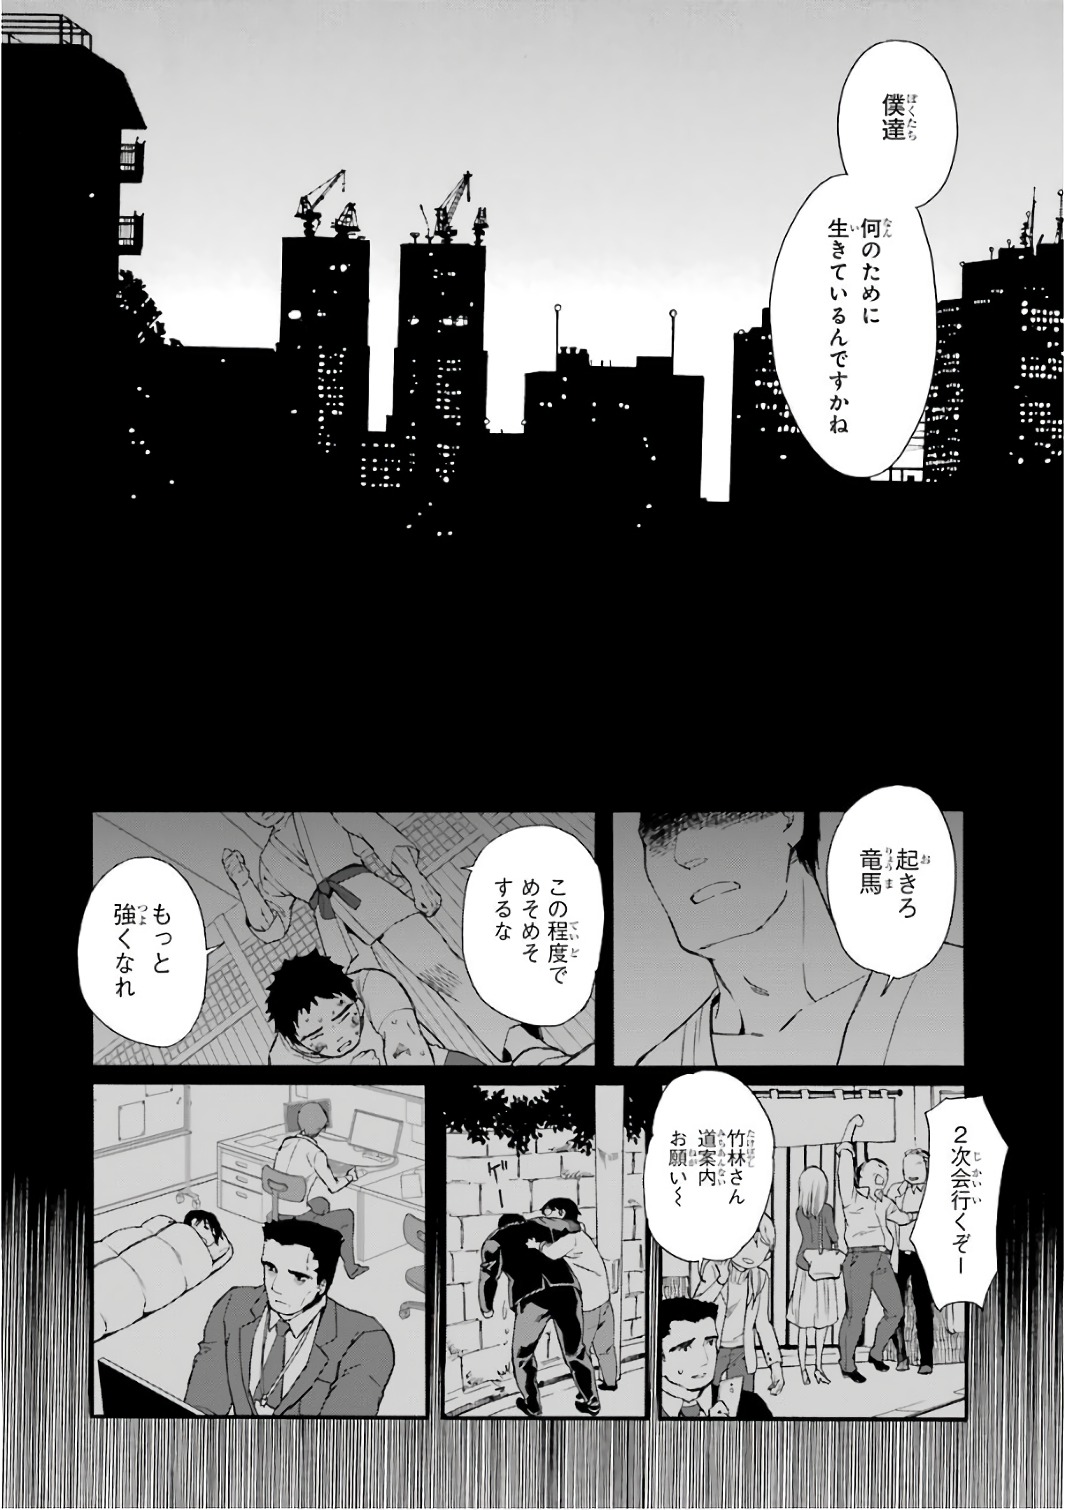 僕達
何のために
生きているんですかね
起きろ
竜馬
この程度で
めそめそ
するな
もっと
強くなれ
2次会行くぞー
竹林さん
道案内
お願い〜
ゲー